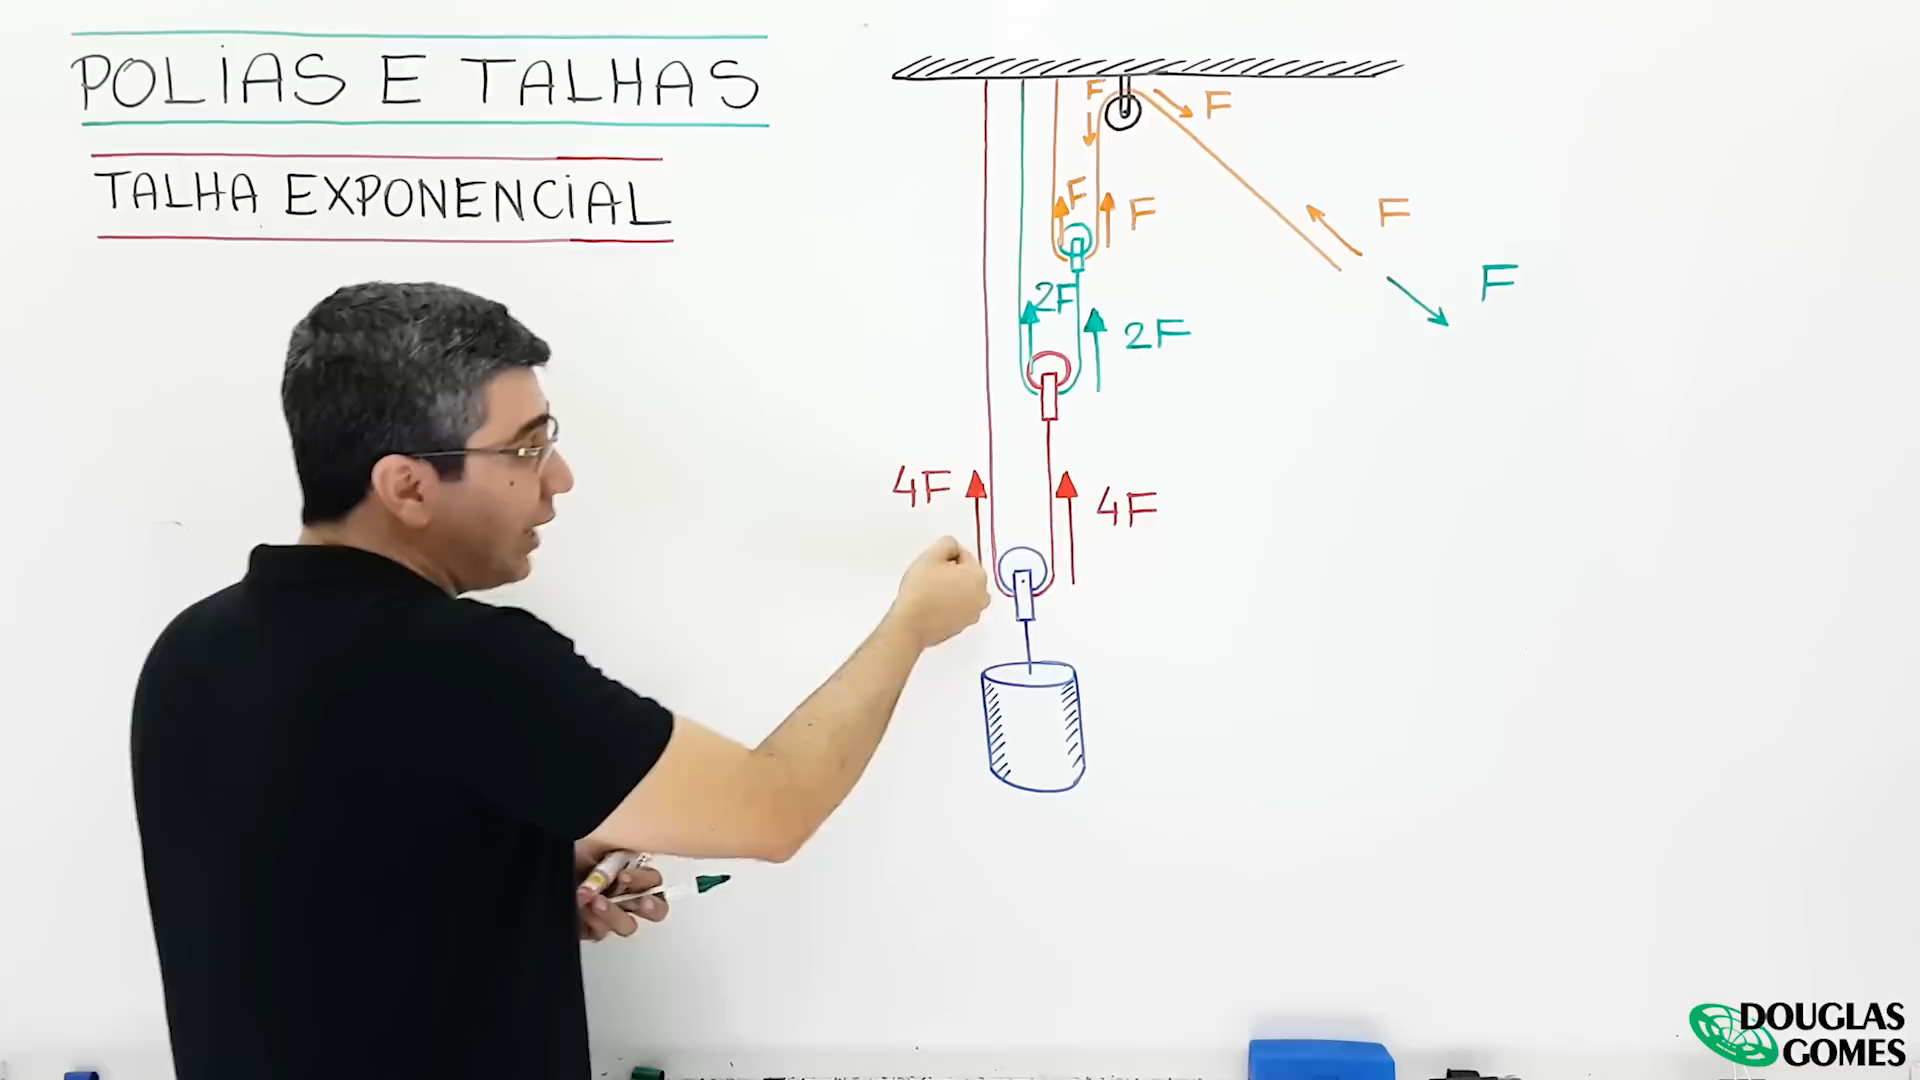 POLIAS E TALHAS
TALHA EXPONENCIAL
F
F
F
F
F
F
2F
2F
4F
4F
DOUGLAS
GOMES